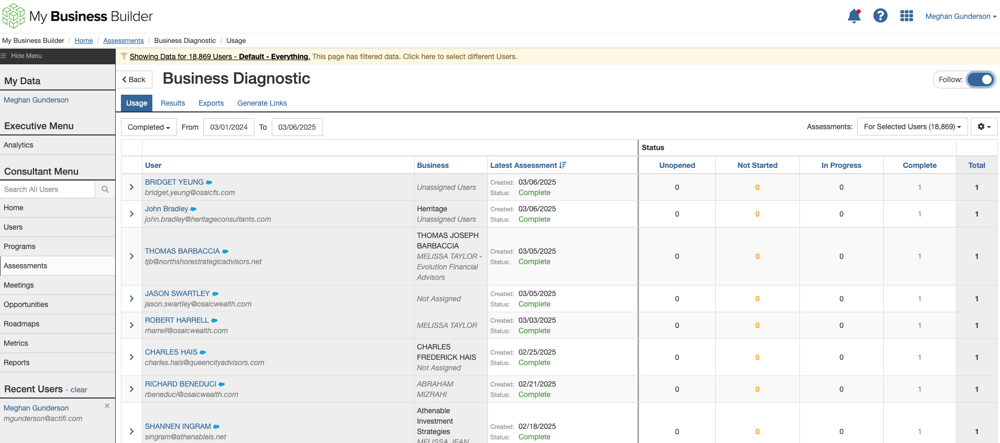 My Business Builder
Meghan Gunderson
My Business Builder / Home / Assessments / Business Diagnostic / Usage
Hide Menu
Showing Data for 18,869 Users - Default - Everything. This page has filtered data. Click here to select different Users.
My Data
Meghan Gunderson
Executive Menu
Analytics
Consultant Menu
Search All Users
Home
Users
Programs
Assessments
Meetings
Opportunities
Roadmaps
Metrics
Reports
Recent Users - clear
Meghan Gunderson
mgunderson@actifi.com
Back
Business Diagnostic
Follow:
Usage Results Exports Generate Links
Completed From 03/01/2024 To 03/06/2025
Assessments: For Selected Users (18,869)
Status
User Business Latest Assessment Unopened Not Started In Progress Complete Total
BRIDGET YEUNG
bridget.yeung@osaicfs.com
Unassigned Users
Created: 03/06/2025
Status: Complete
0 0 0 1 1
John Bradley
john.bradley@heritageconsultants.com
Herritage
Unassigned Users
Created: 03/06/2025
Status: Complete
0 0 0 1 1
THOMAS BARBACCIA
tjb@northshorestrategicadvisors.net
THOMAS JOSEPH
BARBACCIA
MELISSA TAYLOR -
Evolution Financial
Advisors
Created: 03/05/2025
Status: Complete
0 0 0 1 1
JASON SWARTLEY
jason.swartley@osaicwealth.com
Not Assigned
Created: 03/05/2025
Status: Complete
0 0 0 1 1
ROBERT HARRELL
rharrell@osaicwealth.com
MELISSA TAYLOR
Created: 03/03/2025
Status: Complete
0 0 0 1 1
CHARLES HAIS
charles.hais@queencityadvisors.com
CHARLES
FREDERICK HAIS
Not Assigned
Created: 02/25/2025
Status: Complete
0 0 0 1 1
RICHARD BENEDUCI
rbeneduci@osaicwealth.com
ABRAHAM
MIZRAHI
Created: 02/21/2025
Status: Complete
0 0 0 1 1
SHANNEN INGRAM
singram@athenableis.net
Athenable
Investment
Strategies
MELISSA JEAN
Created: 02/18/2025
Status: Complete
0 0 0 1 1